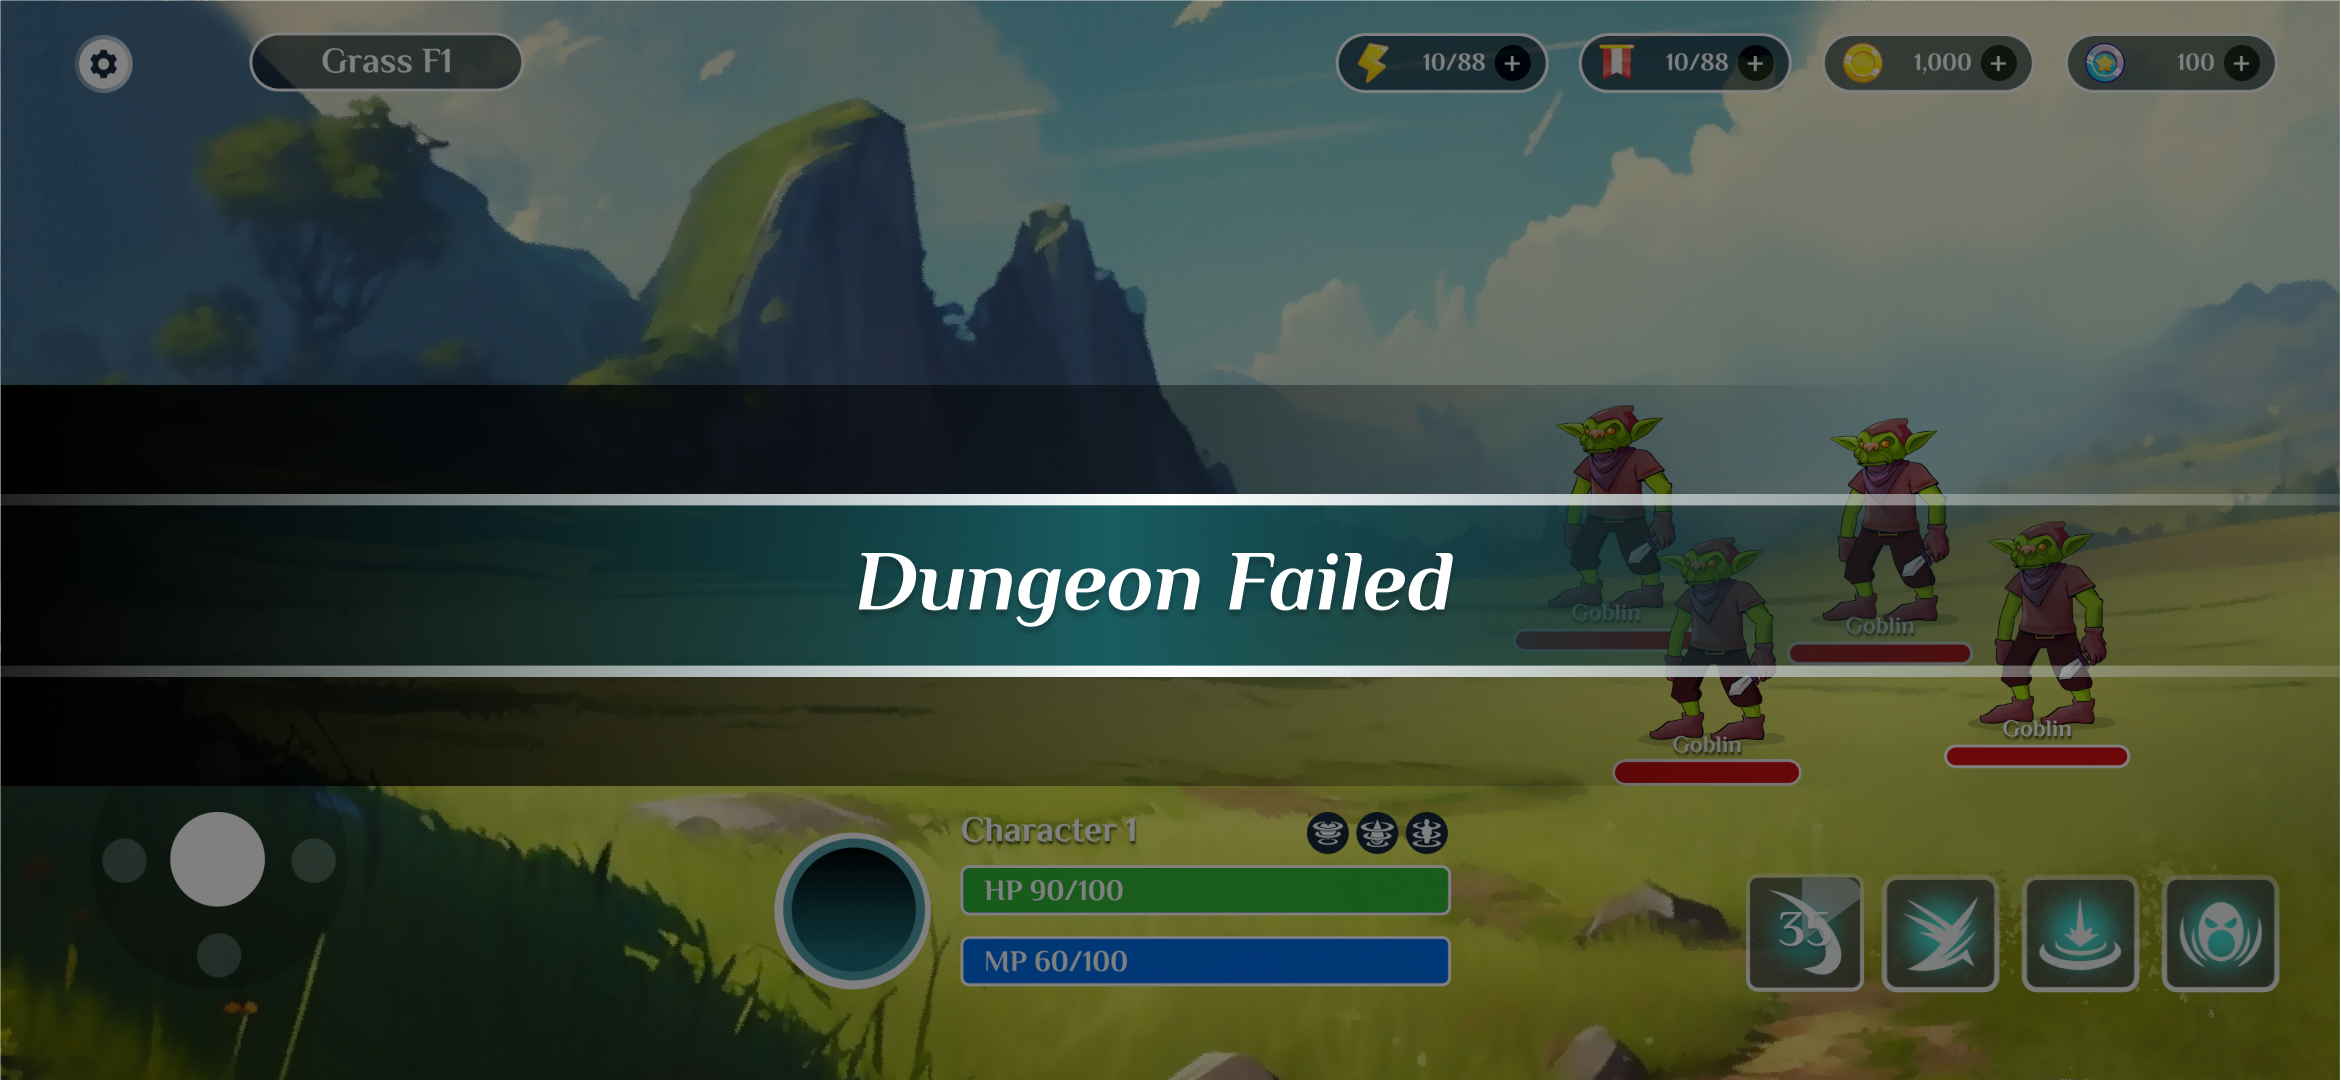 Grass F1
10/88 +
10/88 +
1,000 +
100 +
Dungeon Failed
Goblin
Goblin
Goblin
Goblin
Character 1
HP 90/100
MP 60/100
35